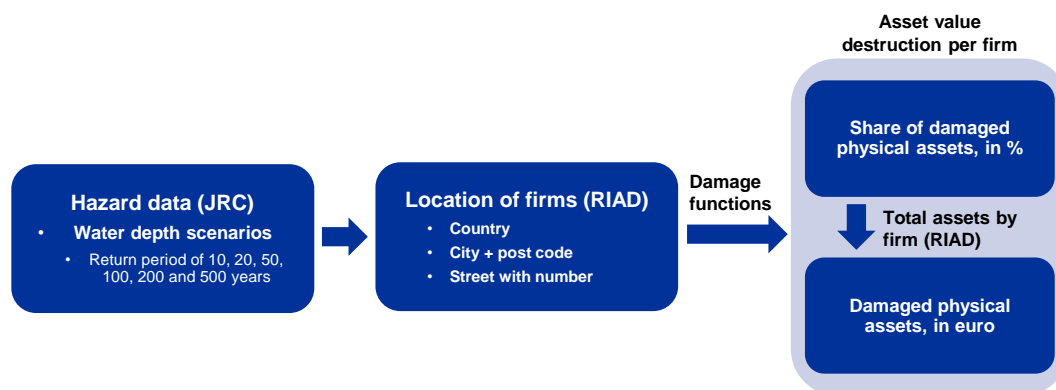 Hazard data (JRC)
• Water depth scenarios
• Return period of 10, 20, 50,
100, 200 and 500 years
Location of firms (RIAD)
• Country
• City + post code
• Street with number
Damage
functions
Asset value
destruction per firm
Share of damaged
physical assets, in %
Total assets by
firm (RIAD)
Damaged physical
assets, in euro